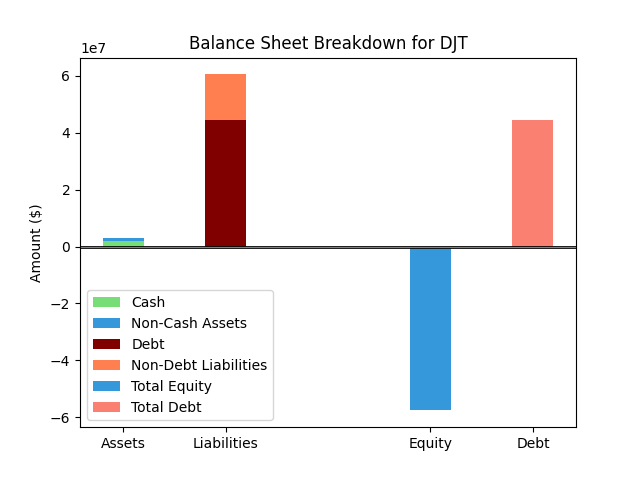 Balance Sheet Breakdown for DJT
1e7
6
4
2
0
−2
−4
−6
Amount ($)
Cash
Non-Cash Assets
Debt
Non-Debt Liabilities
Total Equity
Total Debt
Assets
Liabilities
Equity
Debt